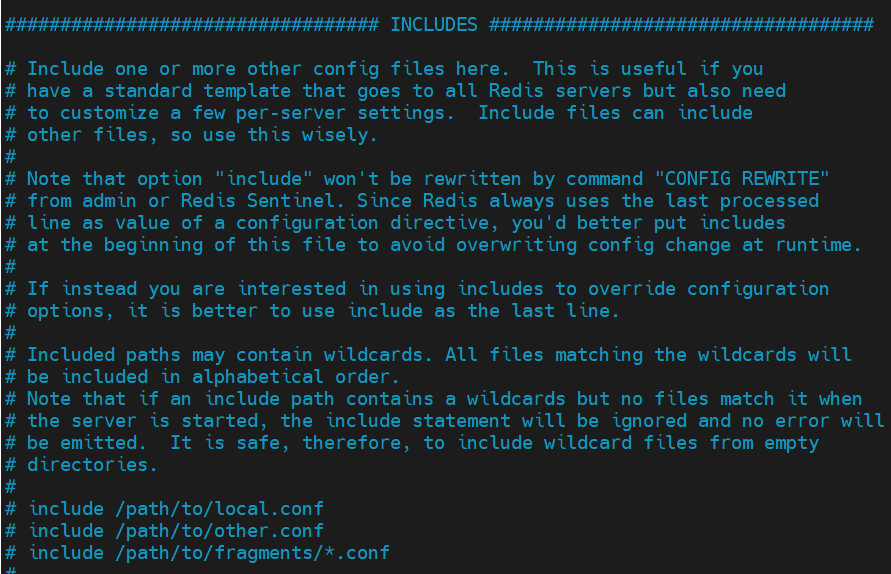 ################################## INCLUDES ###################################

# Include one or more other config files here.  This is useful if you
# have a standard template that goes to all Redis servers but also need
# to customize a few per-server settings.  Include files can include
# other files, so use this wisely.
#
# Note that option "include" won't be rewritten by command "CONFIG REWRITE"
# from admin or Redis Sentinel. Since Redis always uses the last processed
# line as value of a configuration directive, you'd better put includes
# at the beginning of this file to avoid overwriting config change at runtime.
#
# If instead you are interested in using includes to override configuration
# options, it is better to use include as the last line.
#
# Included paths may contain wildcards. All files matching the wildcards will
# be included in alphabetical order.
# Note that if an include path contains a wildcards but no files match it when
# the server is started, the include statement will be ignored and no error will
# be emitted.  It is safe, therefore, to include wildcard files from empty
# directories.
#
# include /path/to/local.conf
# include /path/to/other.conf
# include /path/to/fragments/*.conf
#